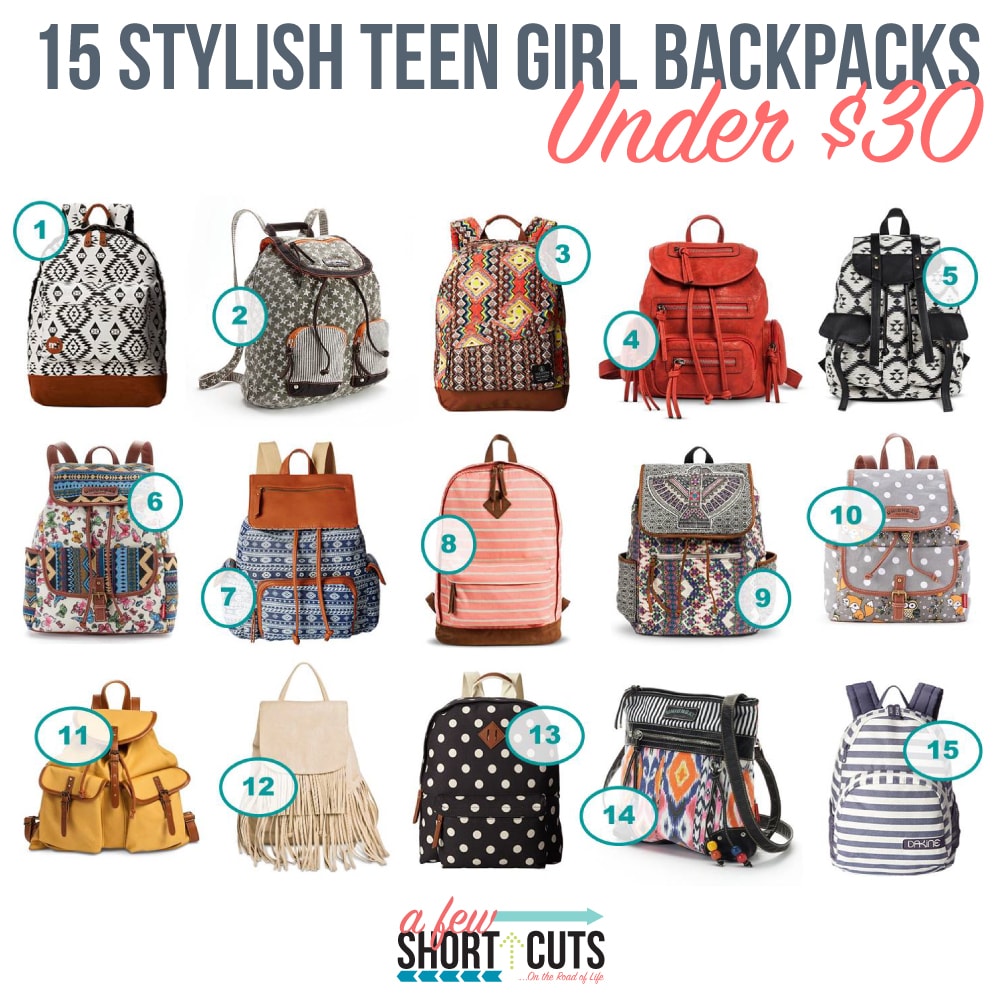 15 STYLISH TEEN GIRL BACKPACKS
Under $30
1
2
3
4
5
6
7
8
9
10
11
12
13
14
15
DAKINE
a few
SHORT CUTS
....On the Road of Life